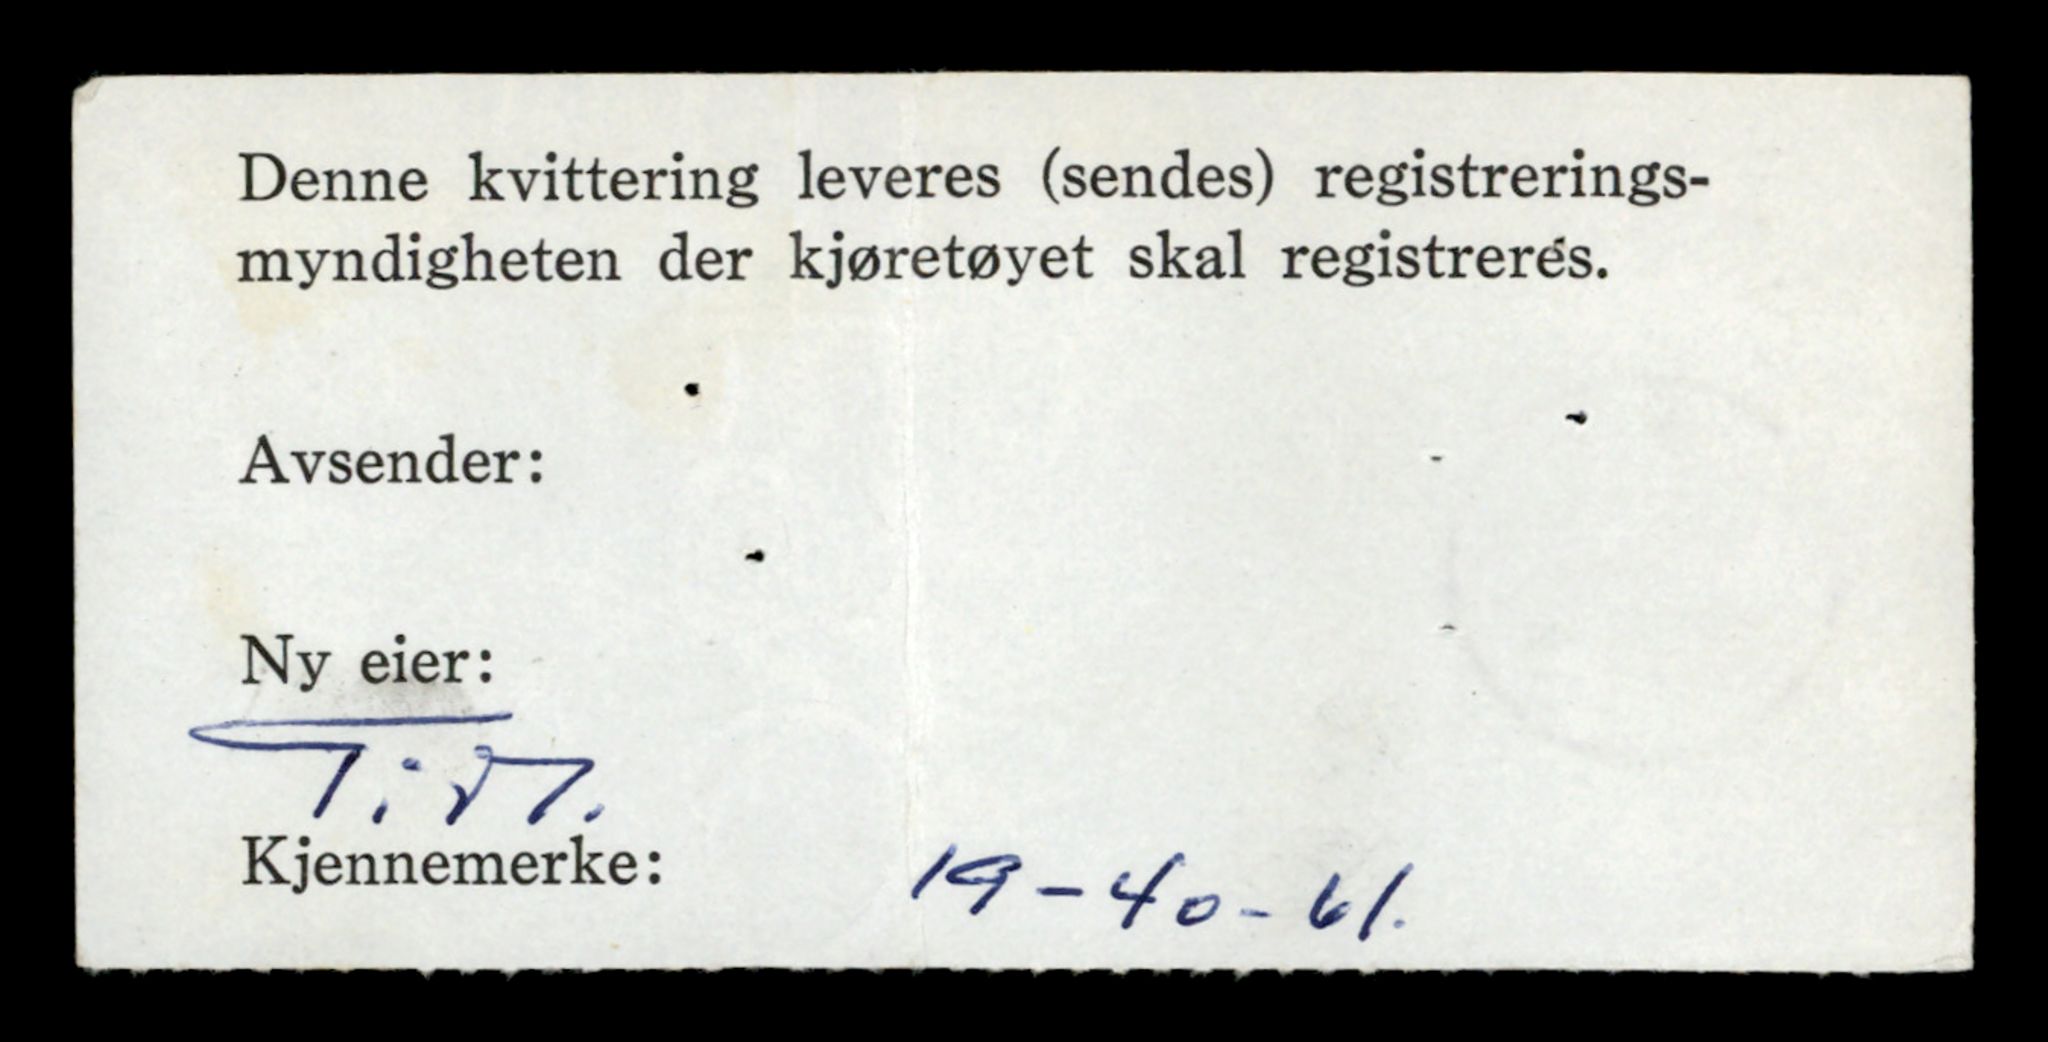 Denne kvittering leveres (sendes) registrerings-
myndigheten der kjøretøyet skal registreres.
Avsender:
Ny eier:
Kjennemerke:
19-40-61.